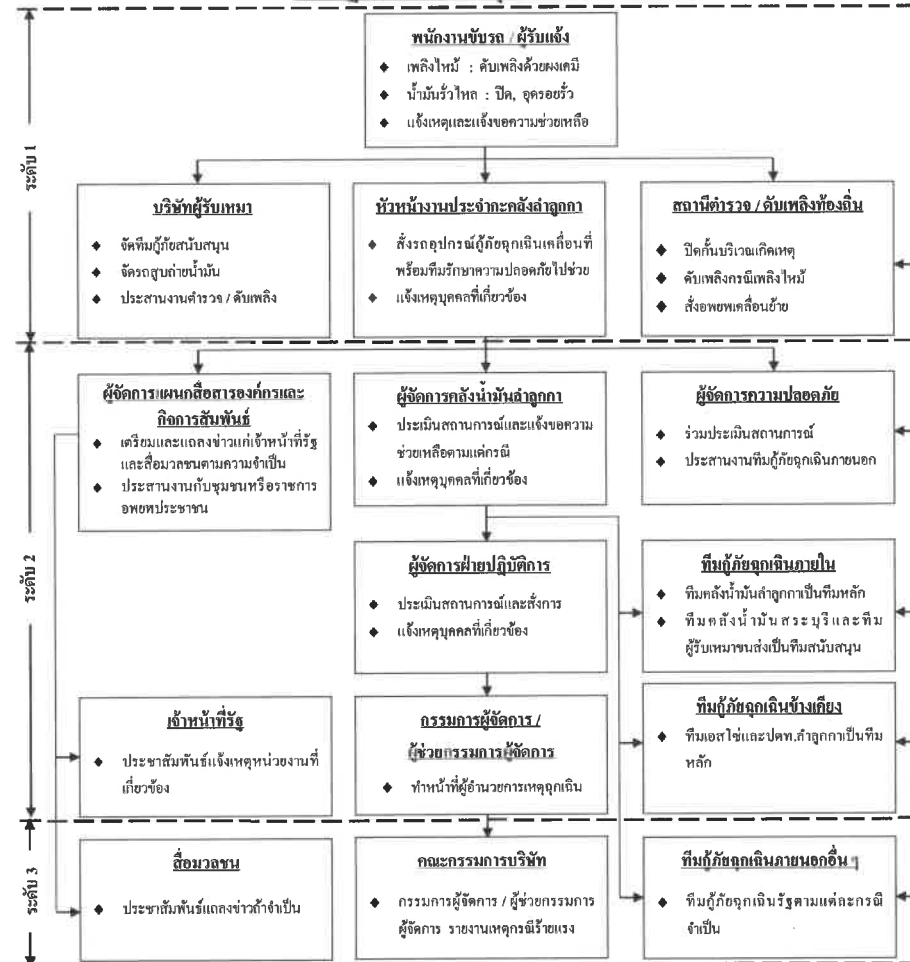 พนักงานขับรถ / ผู้รับแจ้ง
◆ เพลิงไหม้ : ดับเพลิงด้วยผงเคมี
◆ น้ำมันรั่วไหล : ปิด, อุดรอยรั่ว
◆ แจ้งเหตุและแจ้งขอความช่วยเหลือ
ระดับ 1
บริษัทผู้รับเหมา
◆ จัดทีมกู้ภัยสนับสนุน
◆ จัดรถสูบถ่ายน้ำมัน
◆ ประสานงานตำรวจ / ดับเพลิง
หัวหน้างานประจำกะคลังลำลูกกา
◆ สั่งรถอุปกรณ์กู้ภัยฉุกเฉินเคลื่อนที่
พร้อมทีมรักษาความปลอดภัยไปช่วย
◆ แจ้งเหตุบุคคลที่เกี่ยวข้อง
สถานีตำรวจ / ดับเพลิงท้องถิ่น
◆ ปิดกั้นบริเวณเกิดเหตุ
◆ ดับเพลิงกรณีเพลิงไหม้
◆ สั่งอพยพเคลื่อนย้าย
ระดับ 2
ผู้จัดการแผนกสื่อสารองค์กรและ
กิจการสัมพันธ์
◆ เตรียมและแถลงข่าวแก่เจ้าหน้าที่รัฐ
และสื่อมวลชนตามความจำเป็น
◆ ประสานงานกับชุมชนหรือราชการ
อพยพประชาชน
ผู้จัดการคลังน้ำมันลำลูกกา
◆ ประเมินสถานการณ์และแจ้งขอความ
ช่วยเหลือตามแต่กรณี
◆ แจ้งเหตุบุคคลที่เกี่ยวข้อง
ผู้จัดการความปลอดภัย
◆ ร่วมประเมินสถานการณ์
◆ ประสานงานทีมกู้ภัยฉุกเฉินภายนอก
ผู้จัดการฝ่ายปฏิบัติการ
◆ ประเมินสถานการณ์และสั่งการ
◆ แจ้งเหตุบุคคลที่เกี่ยวข้อง
ทีมกู้ภัยฉุกเฉินภายใน
◆ ทีมคลังน้ำมันลำลูกกาเป็นทีมหลัก
◆ ทีมคลังน้ำมันสระบุรีและทีม
ผู้รับเหมาขนส่งเป็นทีมสนับสนุน
เจ้าหน้าที่รัฐ
◆ ประชาสัมพันธ์แจ้งเหตุหน่วยงานที่
เกี่ยวข้อง
กรรมการผู้จัดการ /
ผู้ช่วยกรรมการผู้จัดการ
◆ ทำหน้าที่ผู้อำนวยการเหตุฉุกเฉิน
ทีมกู้ภัยฉุกเฉินข้างเคียง
◆ ทีมเอสโซ่และปตท.ลำลูกกาเป็นทีม
หลัก
ระดับ 3
สื่อมวลชน
◆ ประชาสัมพันธ์แถลงข่าวถ้าจำเป็น
คณะกรรมการบริษัท
◆ กรรมการผู้จัดการ / ผู้ช่วยกรรมการ
ผู้จัดการ รายงานเหตุกรณีร้ายแรง
ทีมกู้ภัยฉุกเฉินภายนอกอื่น ๆ
◆ ทีมกู้ภัยฉุกเฉินรัฐตามแต่ละกรณี
จำเป็น